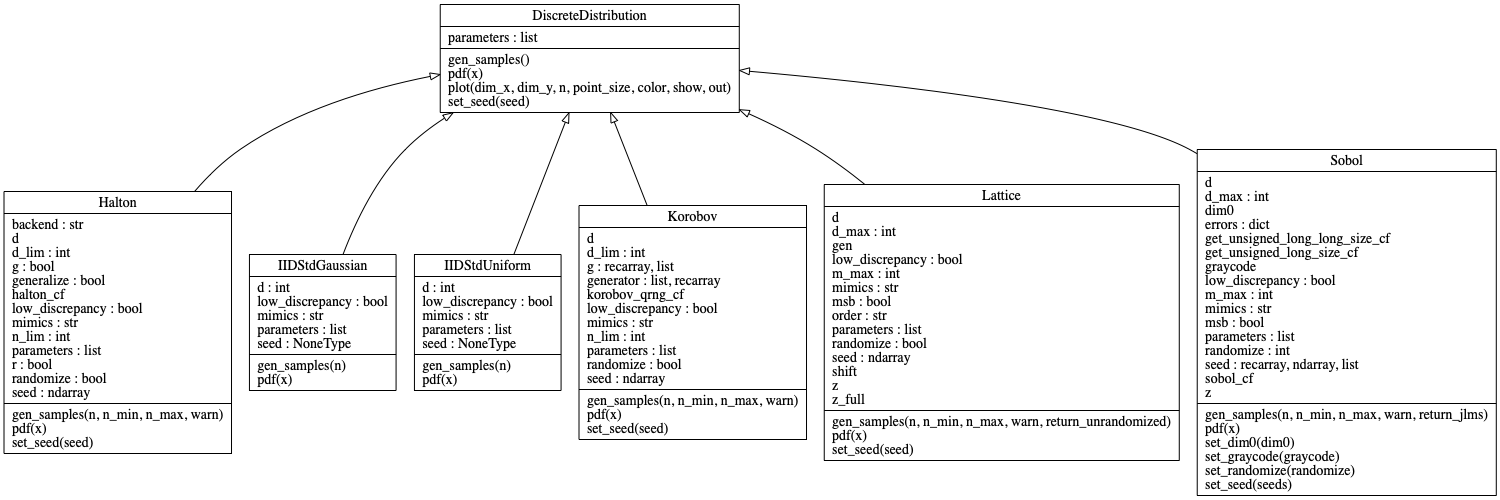 DiscreteDistribution
parameters : list
gen_samples()
pdf(x)
plot(dim_x, dim_y, n, point_size, color, show, out)
set_seed(seed)
Halton
backend : str
d
d_lim : int
g : bool
generalize : bool
halton_cf
low_discrepancy : bool
mimics : str
n_lim : int
parameters : list
r : bool
randomize : bool
seed : ndarray
gen_samples(n, n_min, n_max, warn)
pdf(x)
set_seed(seed)
IIDStdGaussian
d : int
low_discrepancy : bool
mimics : str
parameters : list
seed : NoneType
gen_samples(n)
pdf(x)
IIDStdUniform
d : int
low_discrepancy : bool
mimics : str
parameters : list
seed : NoneType
gen_samples(n)
pdf(x)
Korobov
d
d_lim : int
g : recarray, list
generator : list, recarray
korobov_qrng_cf
low_discrepancy : bool
mimics : str
n_lim : int
parameters : list
randomize : bool
seed : ndarray
gen_samples(n, n_min, n_max, warn)
pdf(x)
set_seed(seed)
Lattice
d
d_max : int
gen
low_discrepancy : bool
m_max : int
mimics : str
msb : bool
order : str
parameters : list
randomize : bool
seed : ndarray
shift
z
z_full
gen_samples(n, n_min, n_max, warn, return_unrandomized)
pdf(x)
set_seed(seed)
Sobol
d
d_max : int
dim0
errors : dict
get_unsigned_long_long_size_cf
get_unsigned_long_size_cf
graycode
low_discrepancy : bool
m_max : int
mimics : str
msb : bool
parameters : list
randomize : int
seed : recarray, ndarray, list
sobol_cf
z
gen_samples(n, n_min, n_max, warn, return_jlms)
pdf(x)
set_dim0(dim0)
set_graycode(graycode)
set_randomize(randomize)
set_seed(seeds)